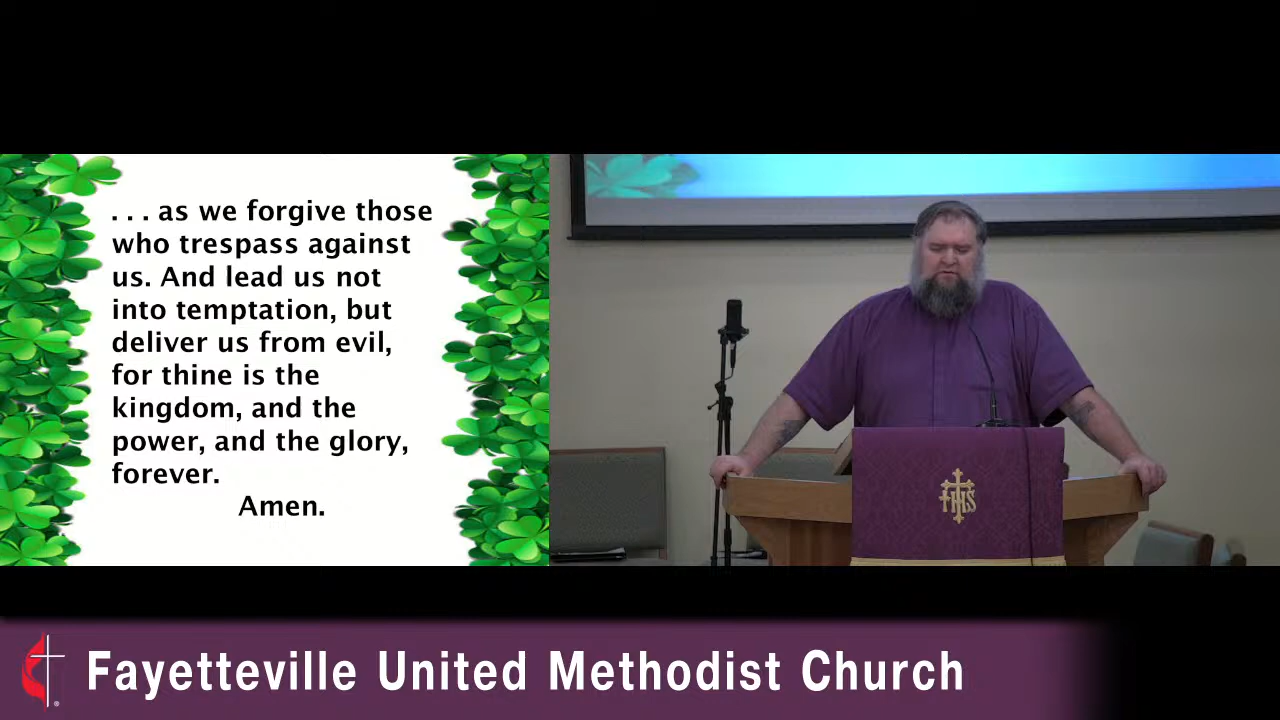 . . . as we forgive those
who trespass against
us. And lead us not
into temptation, but
deliver us from evil,
for thine is the
kingdom, and the
power, and the glory,
forever.
Amen.
IHS
Fayetteville United Methodist Church
®